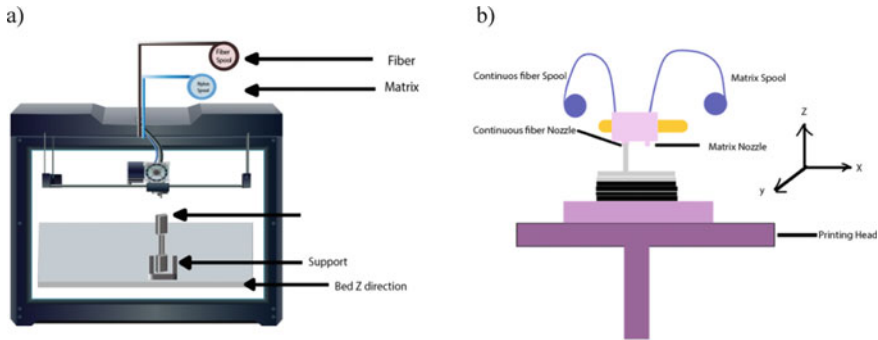 a)
Fiber
Spool
Fiber
Nylon
Spool
Matrix
Support
Bed Z direction
b)
Continuos fiber Spool
Matrix Spool
Continuous fiber Nozzle
Matrix Nozzle
Z
X
y
Printing Head